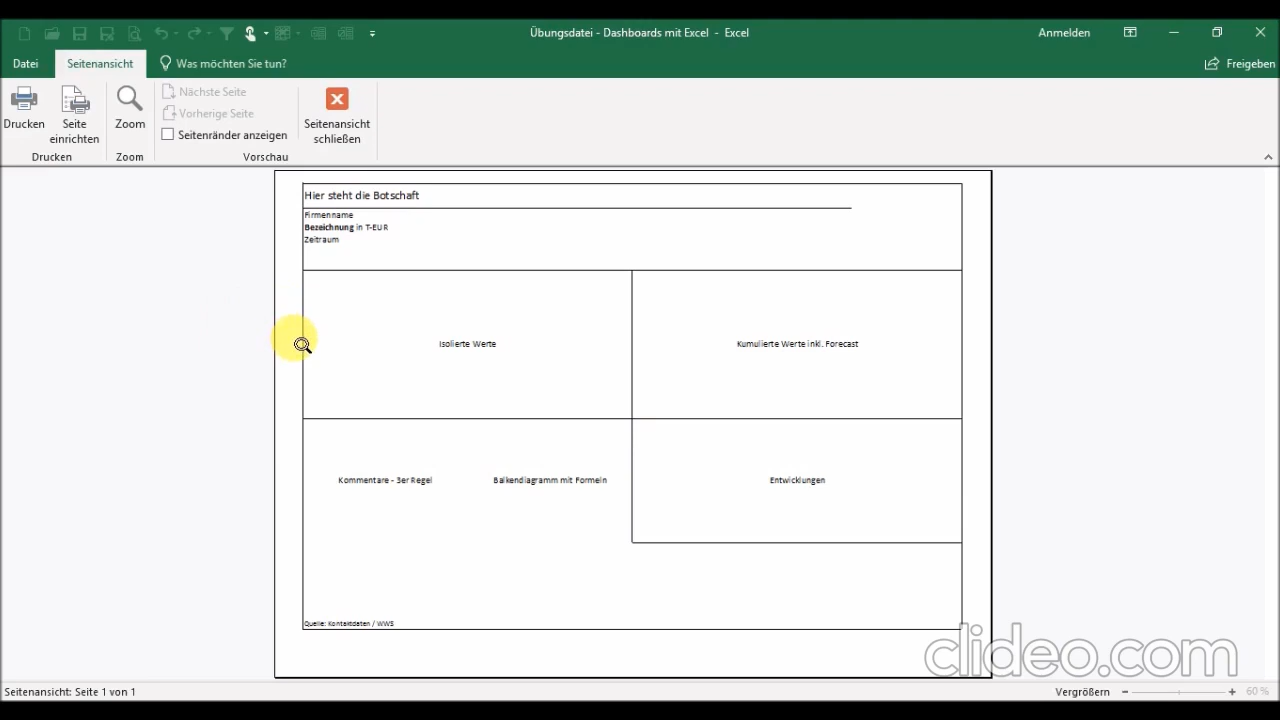 Übungsdatei - Dashboards mit Excel - Excel
Anmelden
Datei
Seitenansicht
Was möchten Sie tun?
Freigeben
Drucken
Seite einrichten
Zoom
Nächste Seite
Vorherige Seite
Seitenränder anzeigen
Seitenansicht schließen
Drucken
Zoom
Vorschau
Hier steht die Botschaft
Firmenname
Bezeichnung in T-EUR
Zeitraum
Isolierte Werte
Kumulierte Werte inkl. Forecast
Kommentare - 3er Regel
Balkendiagramm mit Formeln
Entwicklungen
Quelle: Kontaktdaten / WWS
clideo.com
Seitenansicht: Seite 1 von 1
Vergrößern
60 %